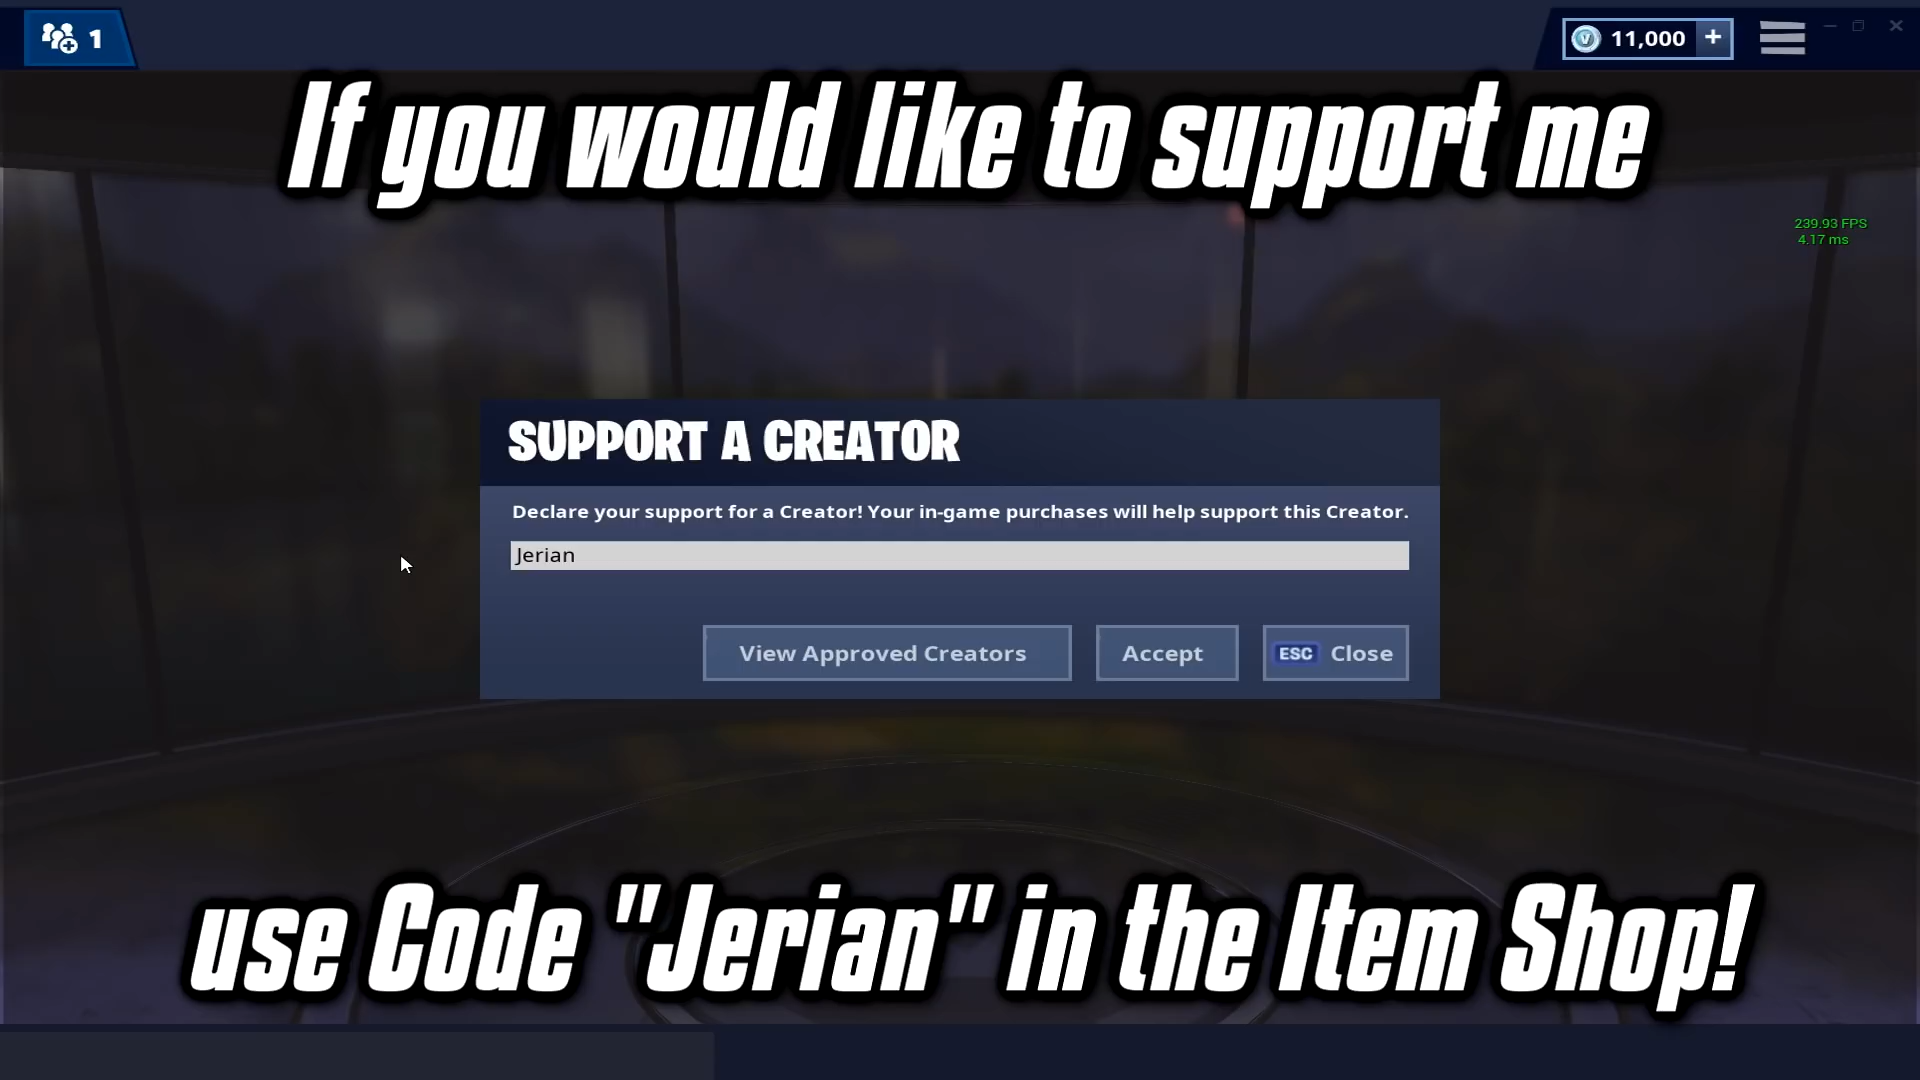 1
11,000 +
If you would like to support me
239.93 FPS
4.17 ms
SUPPORT A CREATOR
Declare your support for a Creator! Your in-game purchases will help support this Creator.
Jerian
View Approved Creators
Accept
ESC Close
use Code "Jerian" in the Item Shop!